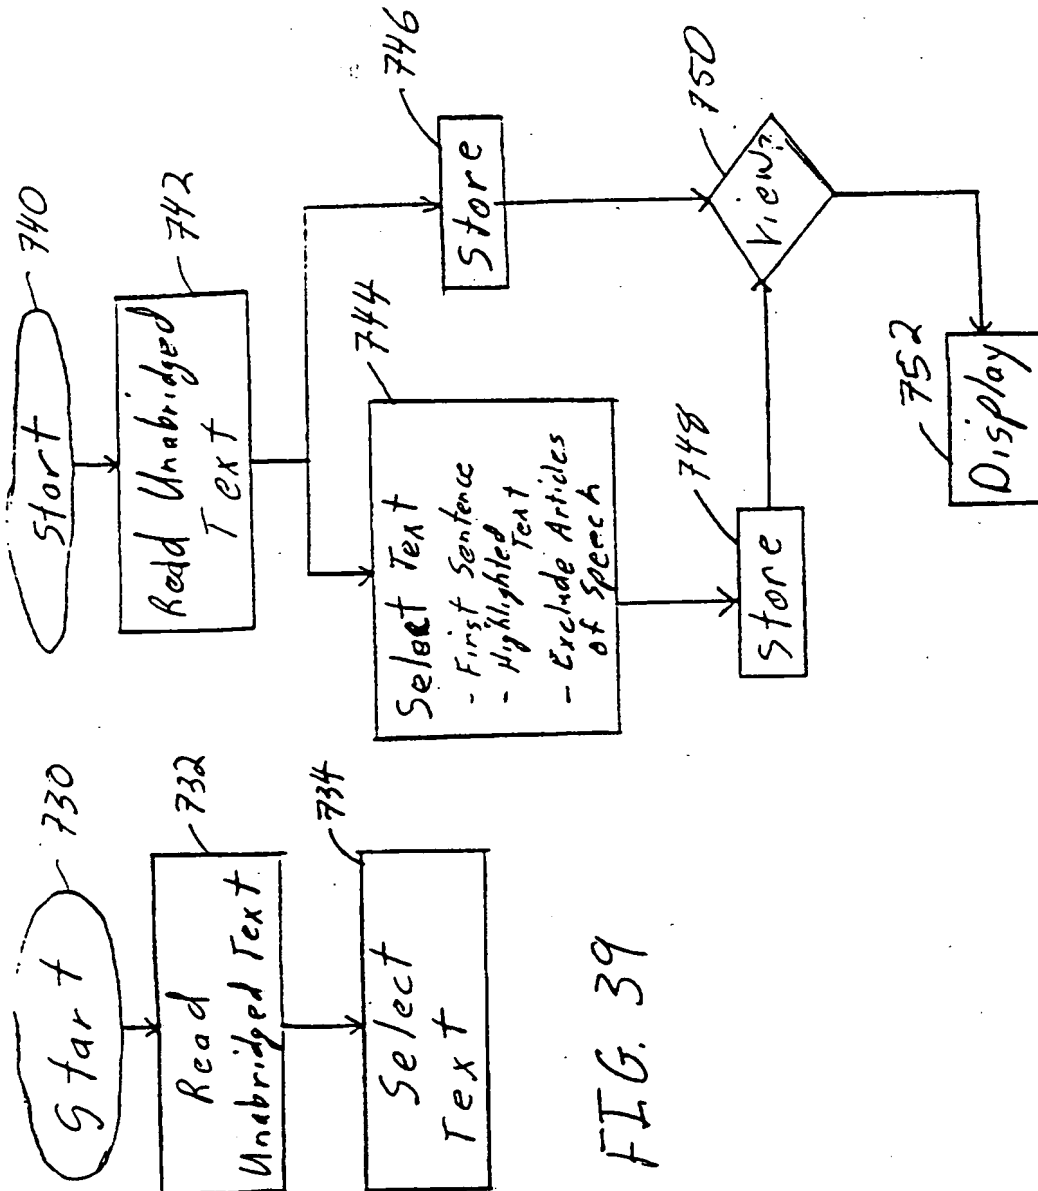 Start
730
Read
Unabridged Text
732
Select
Text
734
FIG. 39
Start
740
Read Unabridged
Text
742
Select Text
- First Sentence
- Highlighted
Text
- Exclude Articles
of Speech
744
Store
746
Store
748
View?
750
Display
752